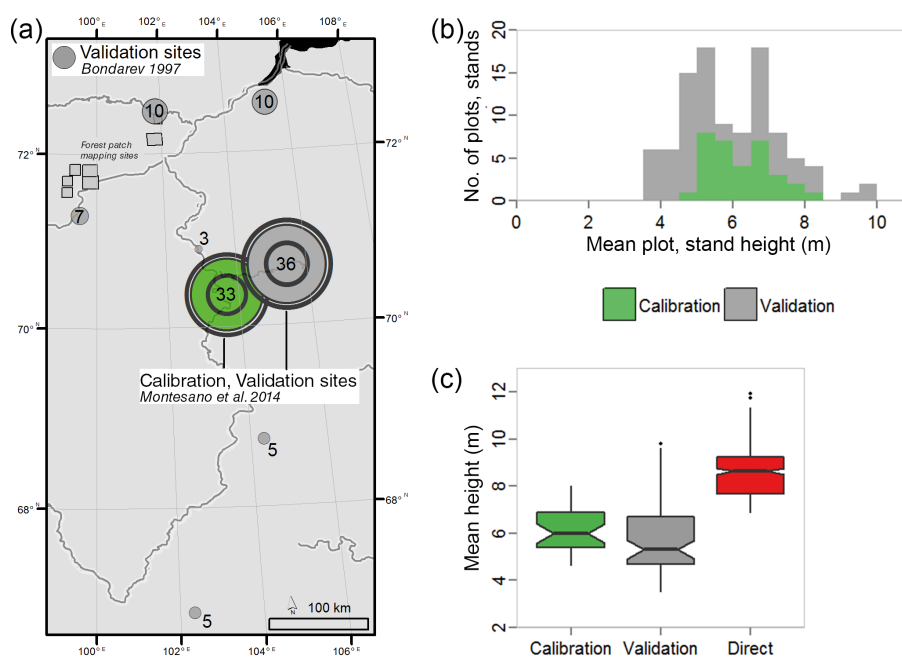 (a)
100° E 102° E 104° E 106° E
Validation sites
Bondarev 1997
10
10
72° N
72° N
Forest patch
mapping sites
7
3
36
33
70° N
70° N
Calibration, Validation sites
Montesano et al. 2014
5
68° N
68° N
5
N
100 km
100° E 102° E 104° E 106° E
(b)
No. of plots, stands
20
15
10
5
0
0 2 4 6 8 10
Mean plot, stand height (m)
Calibration Validation
(c)
Mean height (m)
12
10
8
6
4
2
Calibration Validation Direct